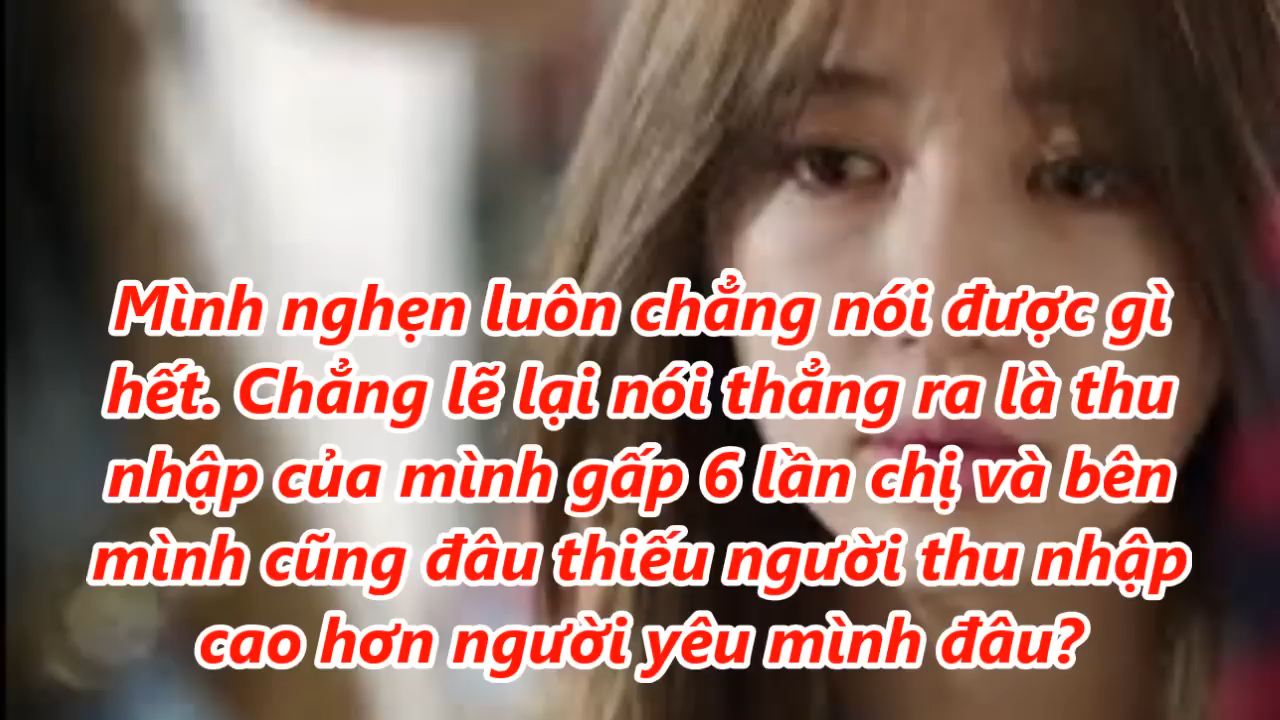 Mình nghẹn luôn chẳng nói được gì
hết. Chẳng lẽ lại nói thẳng ra là thu
nhập của mình gấp 6 lần chị và bên
mình cũng đâu thiếu người thu nhập
cao hơn người yêu mình đâu?